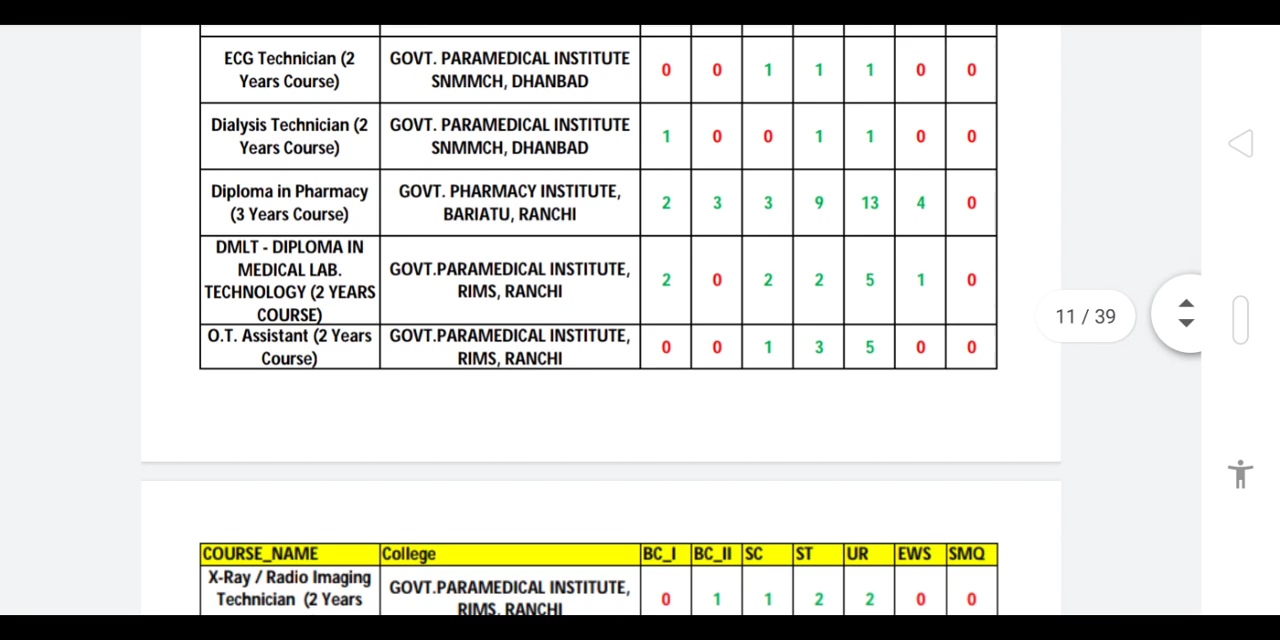 ECG Technician (2 Years Course) GOVT. PARAMEDICAL INSTITUTE SNMMCH, DHANBAD 0 0 1 1 1 0 0
Dialysis Technician (2 Years Course) GOVT. PARAMEDICAL INSTITUTE SNMMCH, DHANBAD 1 0 0 1 1 0 0
Diploma in Pharmacy (3 Years Course) GOVT. PHARMACY INSTITUTE, BARIATU, RANCHI 2 3 3 9 13 4 0
DMLT - DIPLOMA IN MEDICAL LAB. TECHNOLOGY (2 YEARS COURSE) GOVT.PARAMEDICAL INSTITUTE, RIMS, RANCHI 2 0 2 2 5 1 0
11 / 39
O.T. Assistant (2 Years Course) GOVT.PARAMEDICAL INSTITUTE, RIMS, RANCHI 0 0 1 3 5 0 0
COURSE_NAME College BC_I BC_II SC ST UR EWS SMQ
X-Ray / Radio Imaging Technician (2 Years GOVT.PARAMEDICAL INSTITUTE, RIMS, RANCHI 0 1 1 2 2 0 0